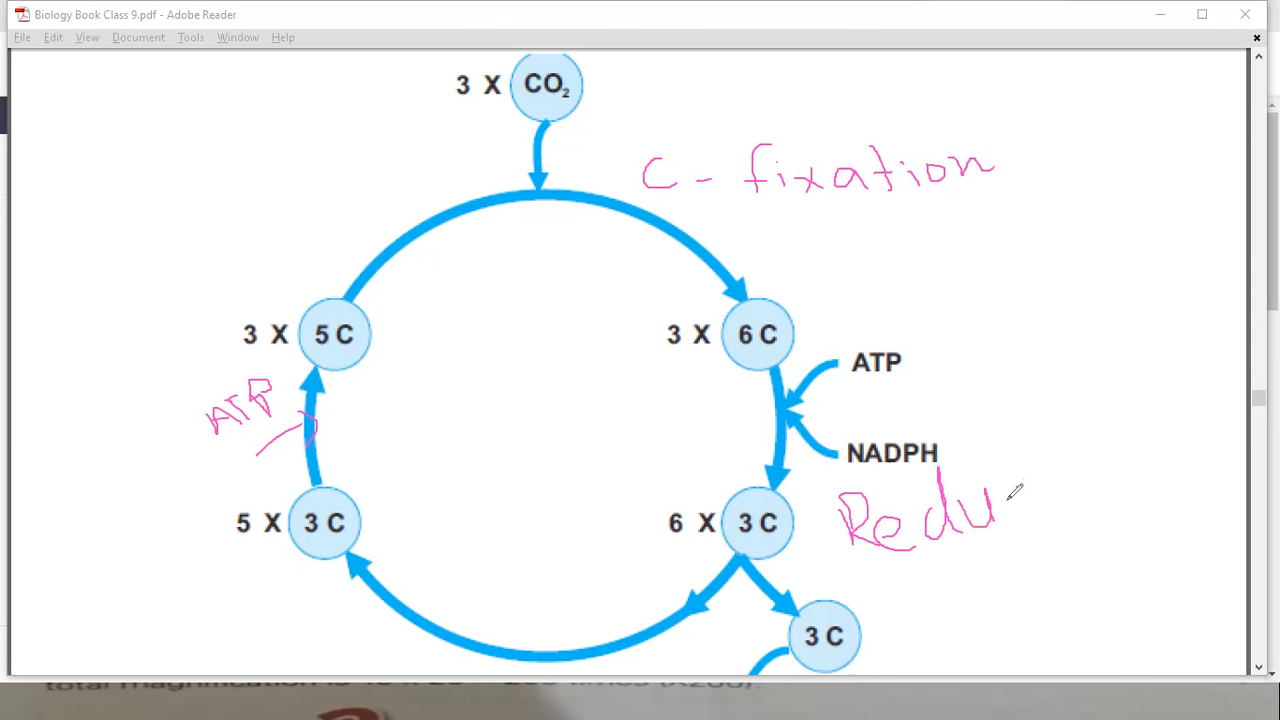 Biology Book Class 9.pdf - Adobe Reader
File Edit View Document Tools Window Help
3 X CO₂
C - fixation
3 X 5 C
3 X 6 C
ATP
ATP
NADPH
5 X 3 C
6 X 3 C
Redu
3 C